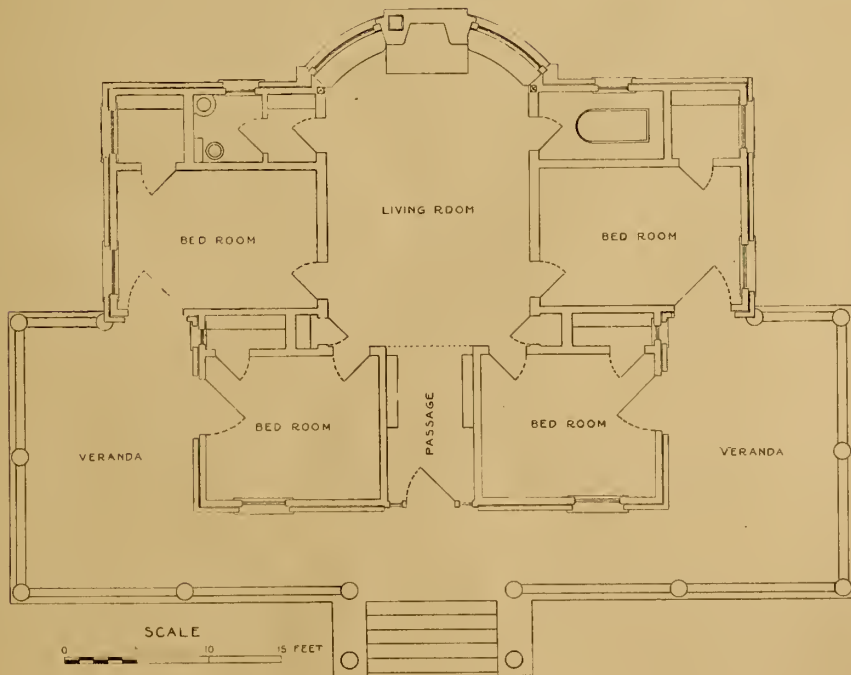 LIVING ROOM
BED ROOM
BED ROOM
BED ROOM
PASSAGE
BED ROOM
VERANDA
VERANDA
SCALE
0 10 15 FEET